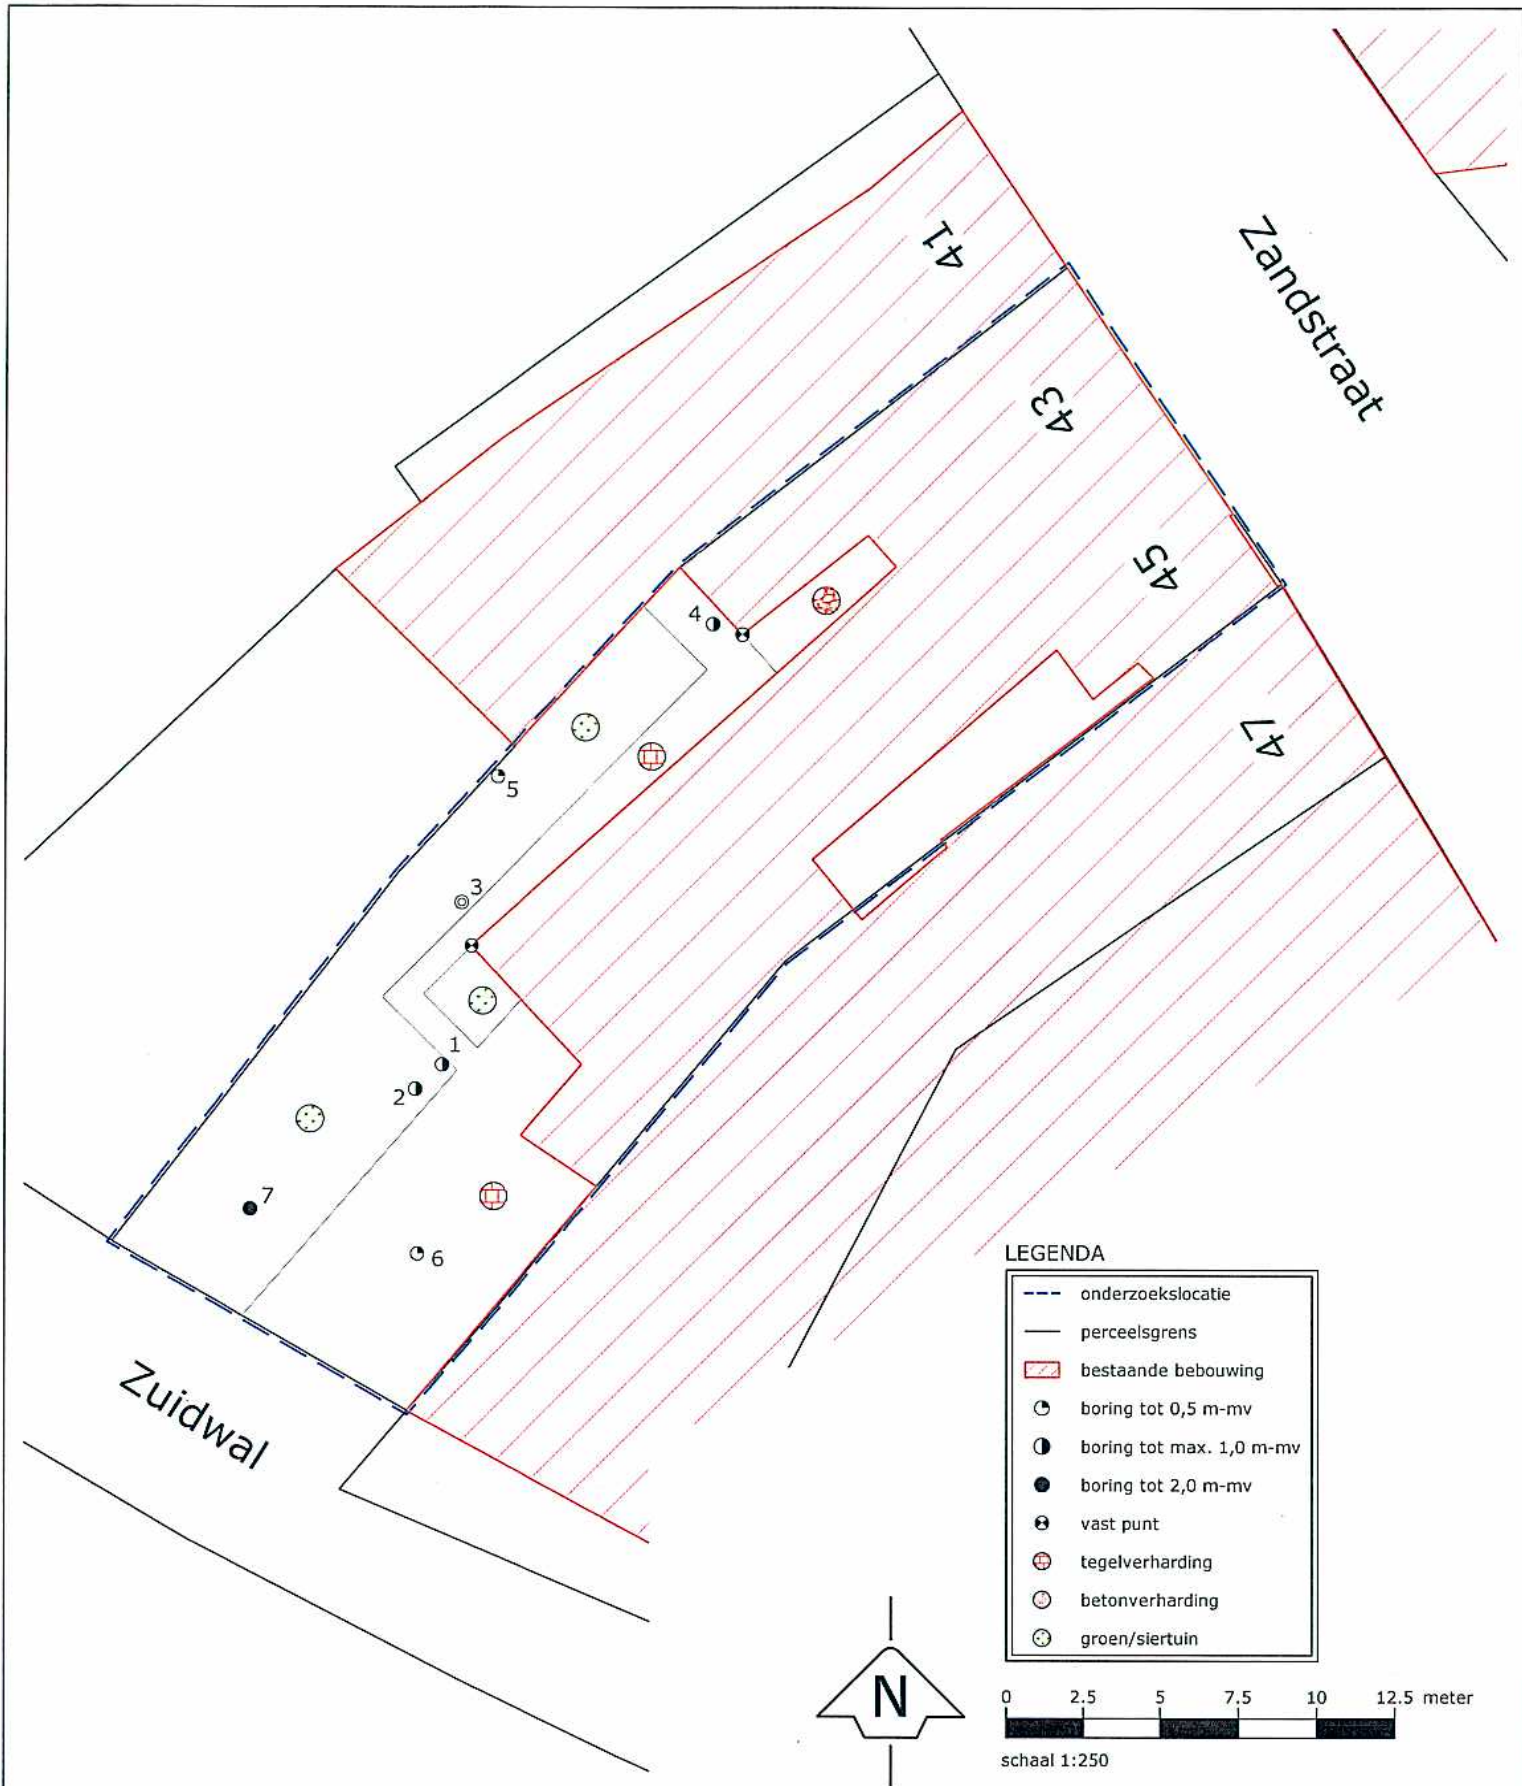 Zandstraat
41
43
45
47
4
5
3
1
2
7
6
Zuidwal
LEGENDA
onderzoekslocatie
perceelsgrens
bestaande bebouwing
boring tot 0,5 m-mv
boring tot max. 1,0 m-mv
boring tot 2,0 m-mv
vast punt
tegelverharding
betonverharding
groen/siertuin
N
0 2.5 5 7.5 10 12.5 meter
schaal 1:250